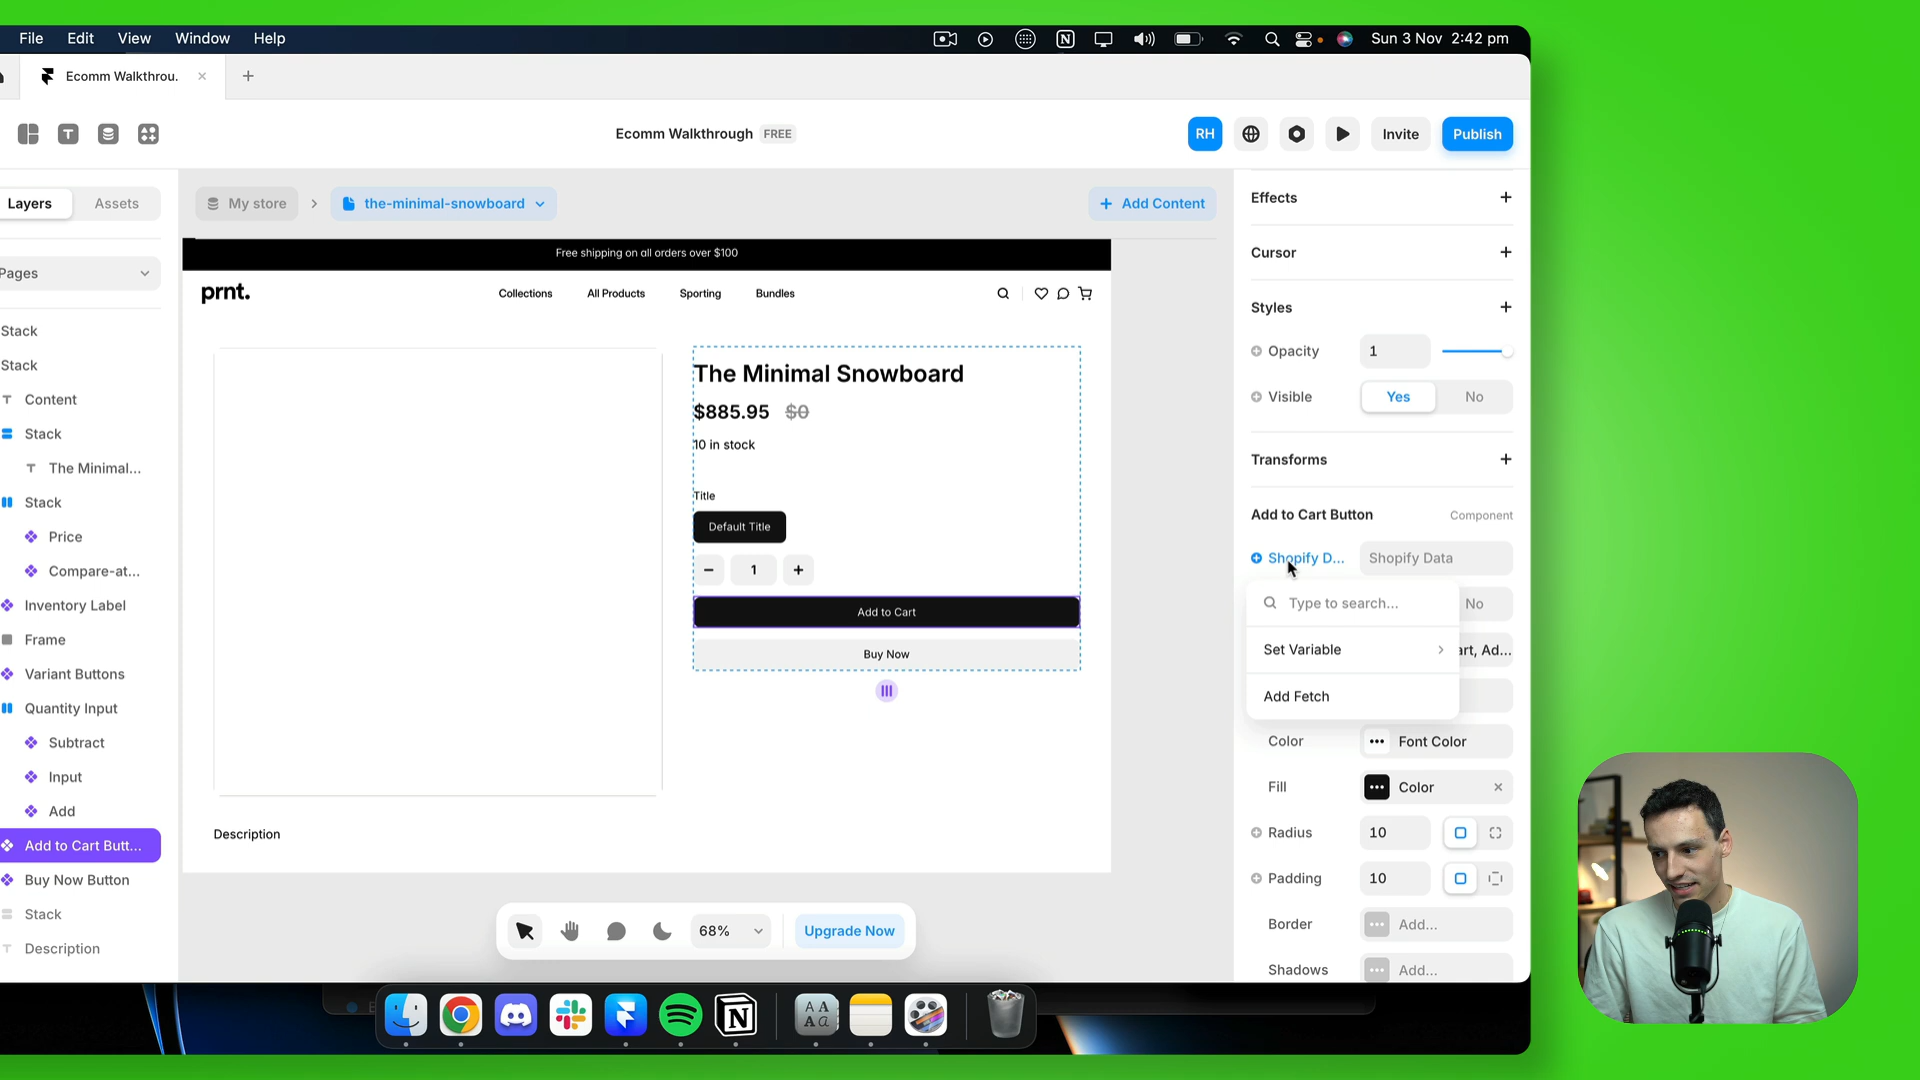 File Edit View Window Help
Sun 3 Nov 2:42 pm
Ecomm Walkthrou.
Ecomm Walkthrough FREE
RH
Invite
Publish
Layers
Assets
My store
the-minimal-snowboard
Add Content
Pages
Stack
Stack
Content
Stack
The Minimal...
Stack
Price
Compare-at...
Inventory Label
Frame
Variant Buttons
Quantity Input
Subtract
Input
Add
Add to Cart Butt...
Buy Now Button
Stack
Description
Free shipping on all orders over $100
prnt.
Collections
All Products
Sporting
Bundles
The Minimal Snowboard
$885.95 $0
10 in stock
Title
Default Title
1
Add to Cart
Buy Now
Description
68%
Upgrade Now
Effects
Cursor
Styles
Opacity 1
Visible Yes No
Transforms
Add to Cart Button Component
Shopify D... Shopify Data
Type to search...
No
Set Variable
art, Ad...
Add Fetch
Color Font Color
Fill Color
Radius 10
Padding 10
Border Add...
Shadows Add...